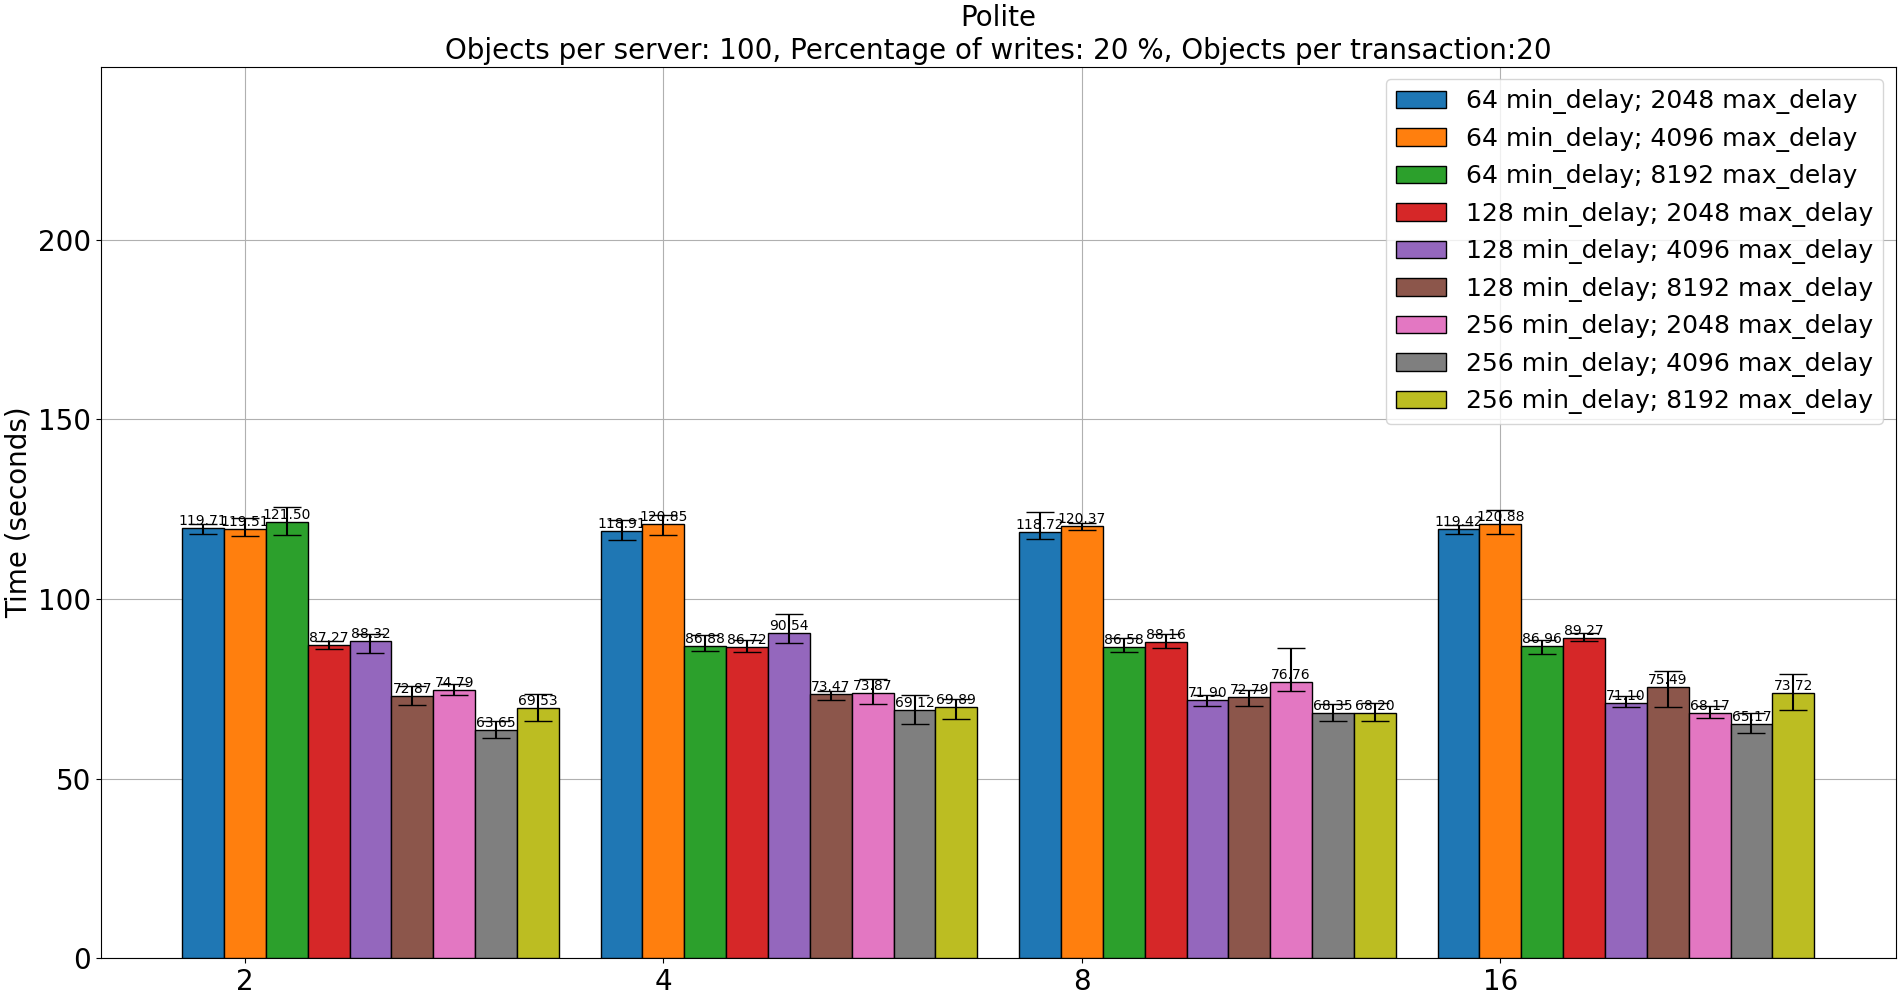 Polite
Objects per server: 100, Percentage of writes: 20 %, Objects per transaction:20
64 min_delay; 2048 max_delay
64 min_delay; 4096 max_delay
64 min_delay; 8192 max_delay
128 min_delay; 2048 max_delay
128 min_delay; 4096 max_delay
128 min_delay; 8192 max_delay
256 min_delay; 2048 max_delay
256 min_delay; 4096 max_delay
256 min_delay; 8192 max_delay
Time (seconds)
200
150
100
50
0
119.71 119.51 121.50 87.27 88.32 72.87 74.79 63.65 69.53
118.91 120.85 86.88 86.72 90.54 73.47 73.87 69.12 69.89
118.72 120.37 86.58 88.16 71.90 72.79 76.76 68.35 68.20
119.42 120.88 86.96 89.27 71.10 75.49 68.17 65.17 73.72
2 4 8 16